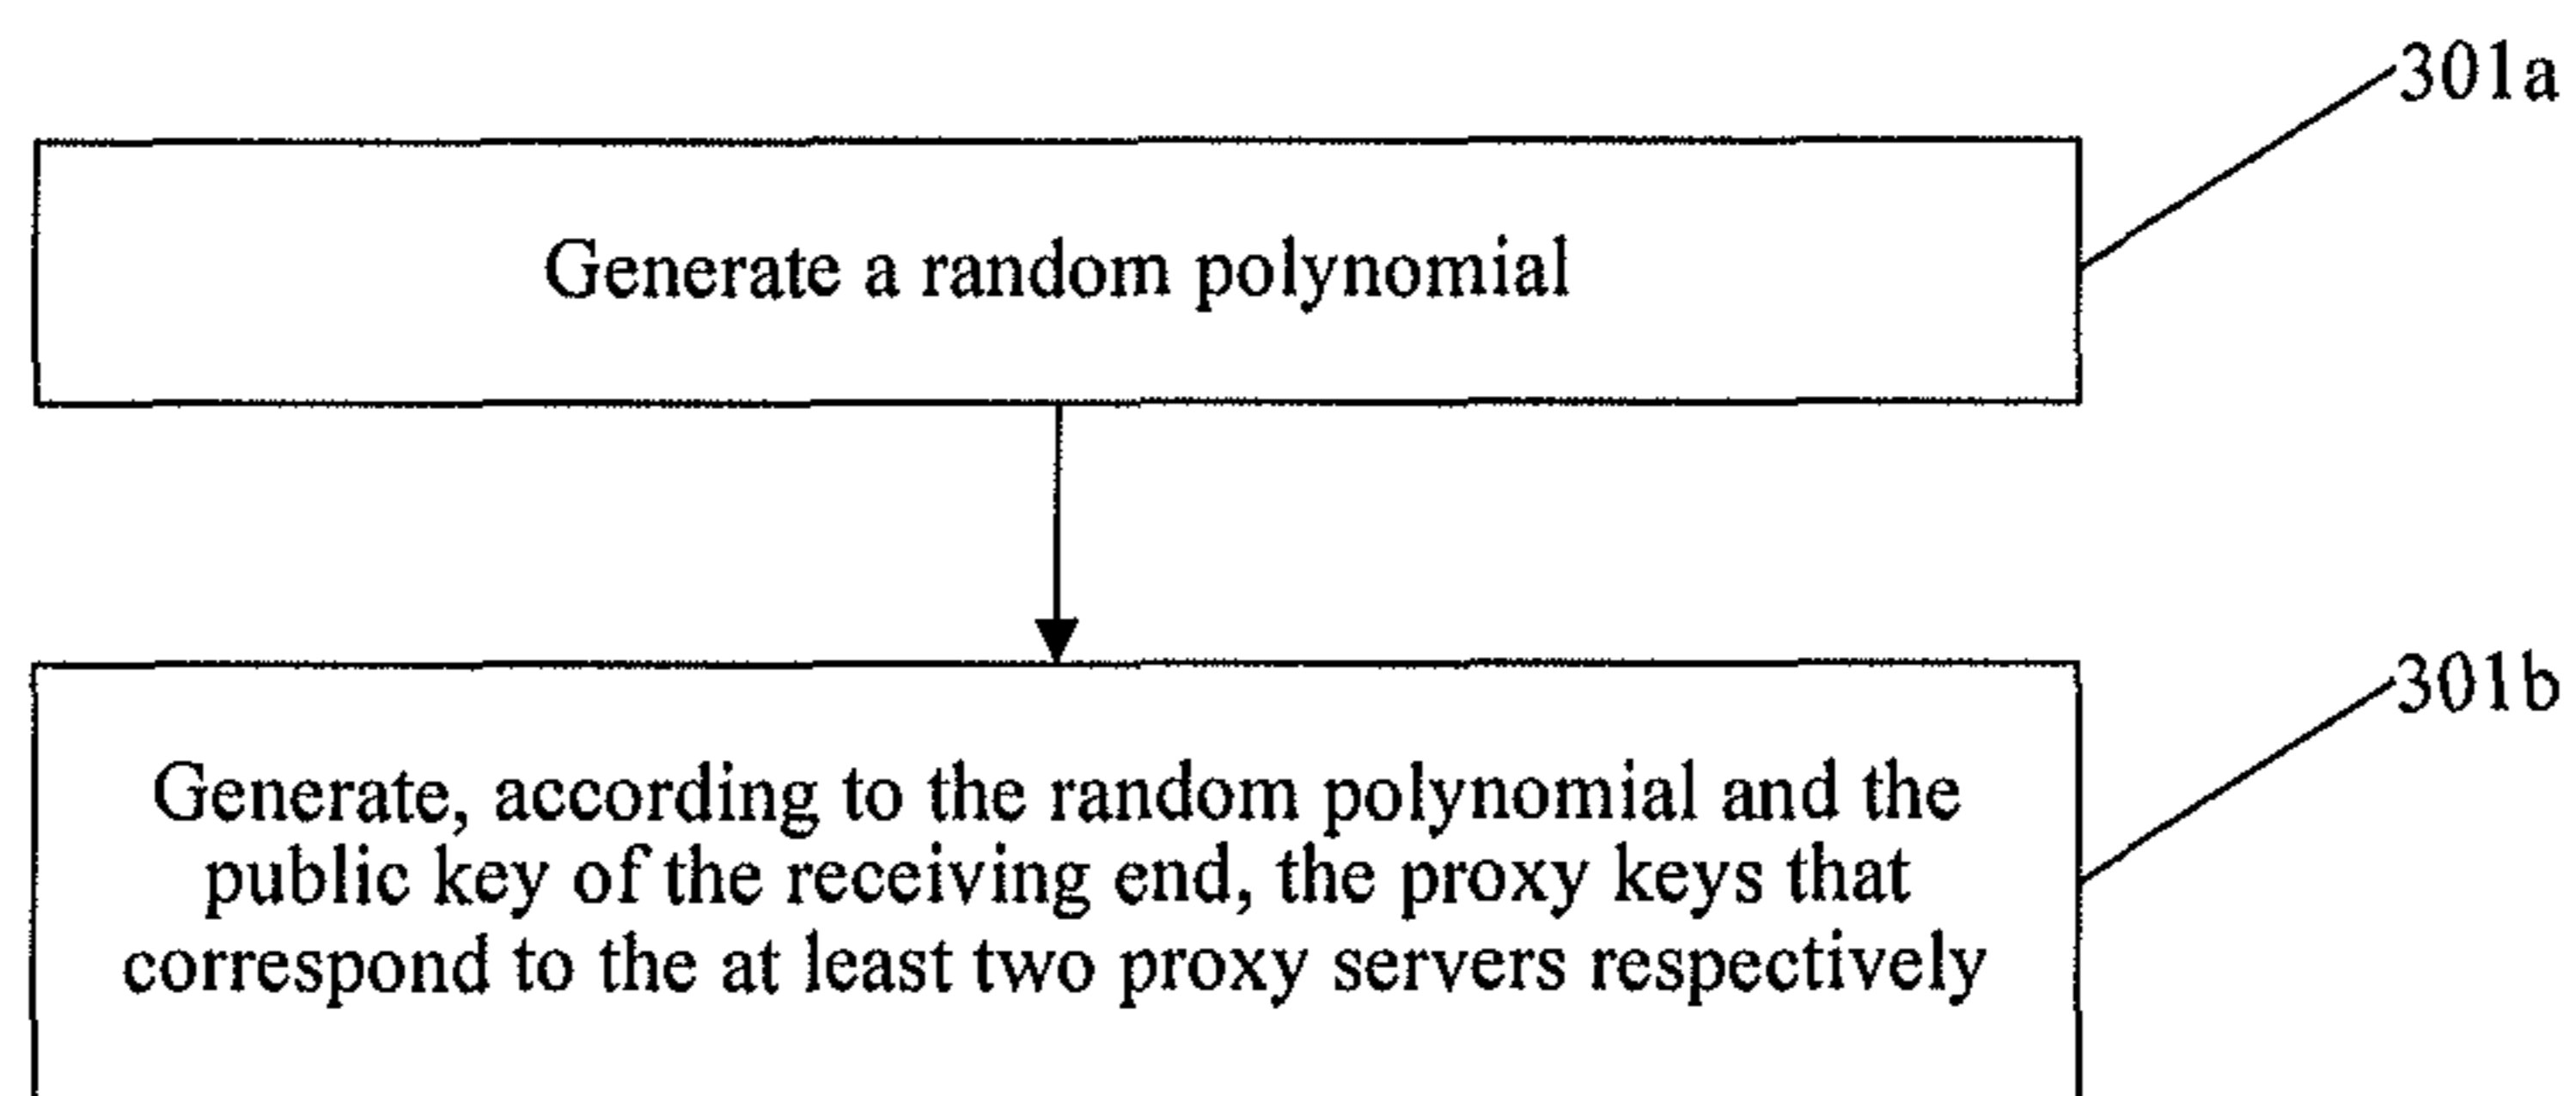 301a
Generate a random polynomial
301b
Generate, according to the random polynomial and the
public key of the receiving end, the proxy keys that
correspond to the at least two proxy servers respectively